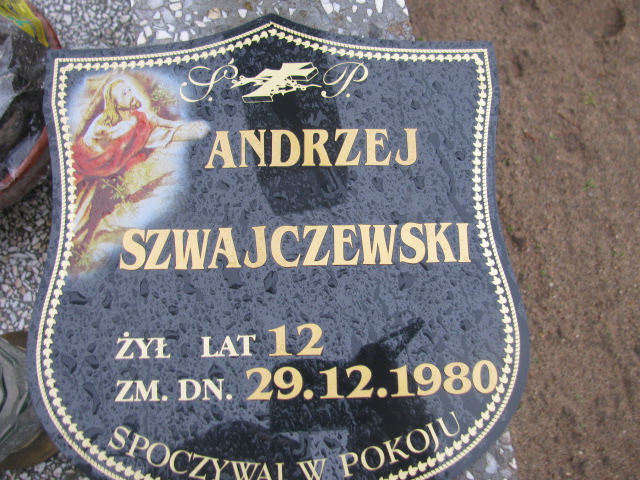 Ś. P.
ANDRZEJ
SZWAJCZEWSKI
ŻYŁ LAT 12
ZM. DN. 29.12.1980
SPOCZYWAJ W POKOJU